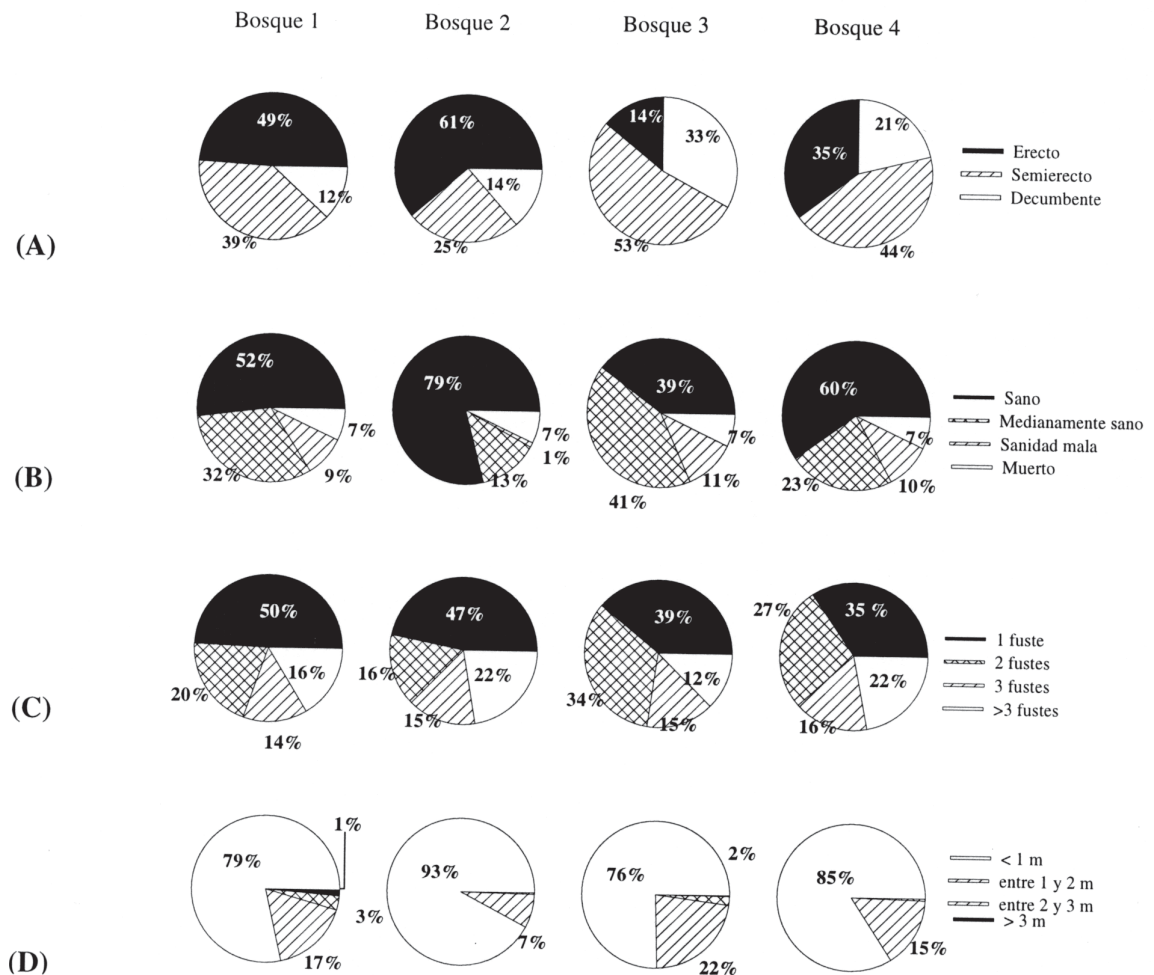 Bosque 1 Bosque 2 Bosque 3 Bosque 4
(A)
49% 12% 39%
61% 14% 25%
14% 33% 53%
35% 21% 44%
Erecto
Semierecto
Decumbente
(B)
52% 7% 9% 32%
79% 7% 1% 13%
39% 7% 11% 41%
60% 7% 10% 23%
Sano
Medianamente sano
Sanidad mala
Muerto
(C)
50% 16% 14% 20%
47% 22% 15% 16%
39% 12% 15% 34%
35 % 22% 16% 27%
1 fuste
2 fustes
3 fustes
>3 fustes
(D)
79% 1% 3% 17%
93% 7%
76% 2% 22%
85% 15%
< 1 m
entre 1 y 2 m
entre 2 y 3 m
> 3 m